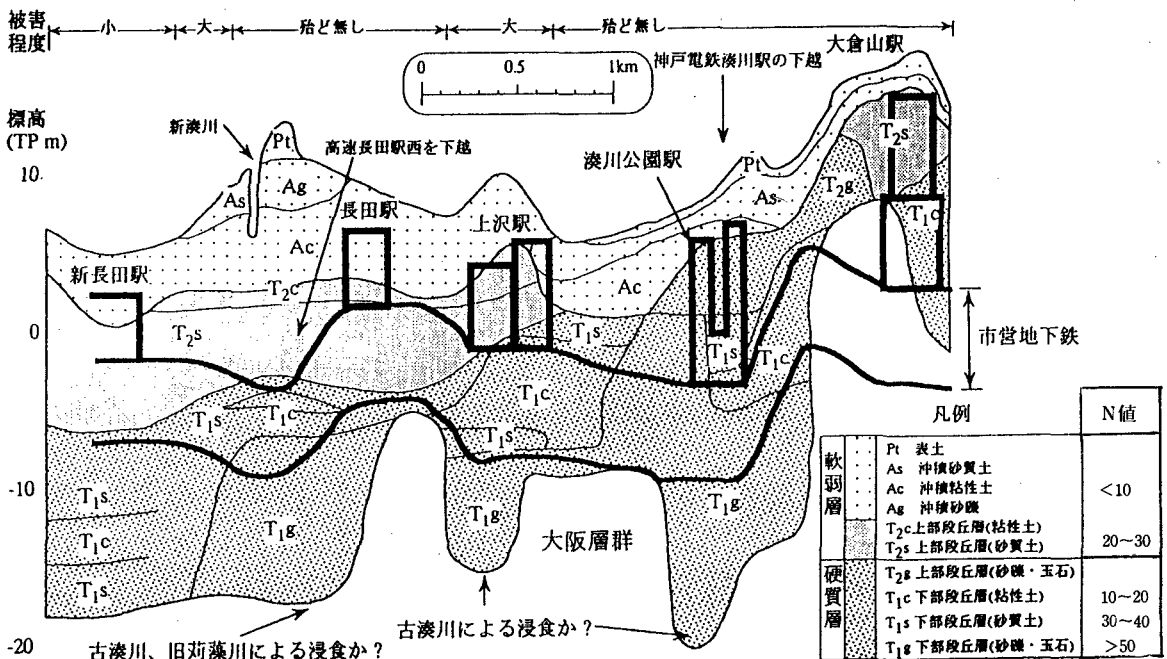 被害
程度
小
大
殆ど無し
大
殆ど無し
大倉山駅
0 0.5 1km
神戸電鉄湊川駅の下越
標高
(TP m)
新湊川
Pt
高速長田駅西を下越
T2s
10
湊川公園駅
Pt
As
Ag
長田駅
As
T2g
T1c
上沢駅
Ac
新長田駅
Ac
T2c
0
T2s
T1s
T1s
T1c
市営地下鉄
T1c
T1s
T1c
T1s
-10
T1s
T1g
T1g
T1g
T1c
大阪層群
T1s
古湊川による浸食か?
-20
古湊川、旧苅藻川による浸食か?
凡例 N値
軟弱層
Pt 表土
As 沖積砂質土
Ac 沖積粘性土 <10
Ag 沖積砂礫
T2c上部段丘層(粘性土)
T2s 上部段丘層(砂質土) 20~30
硬質層
T2g 上部段丘層(砂礫・玉石)
T1c 下部段丘層(粘性土) 10~20
T1s 下部段丘層(砂質土) 30~40
T1g 下部段丘層(砂礫・玉石) >50